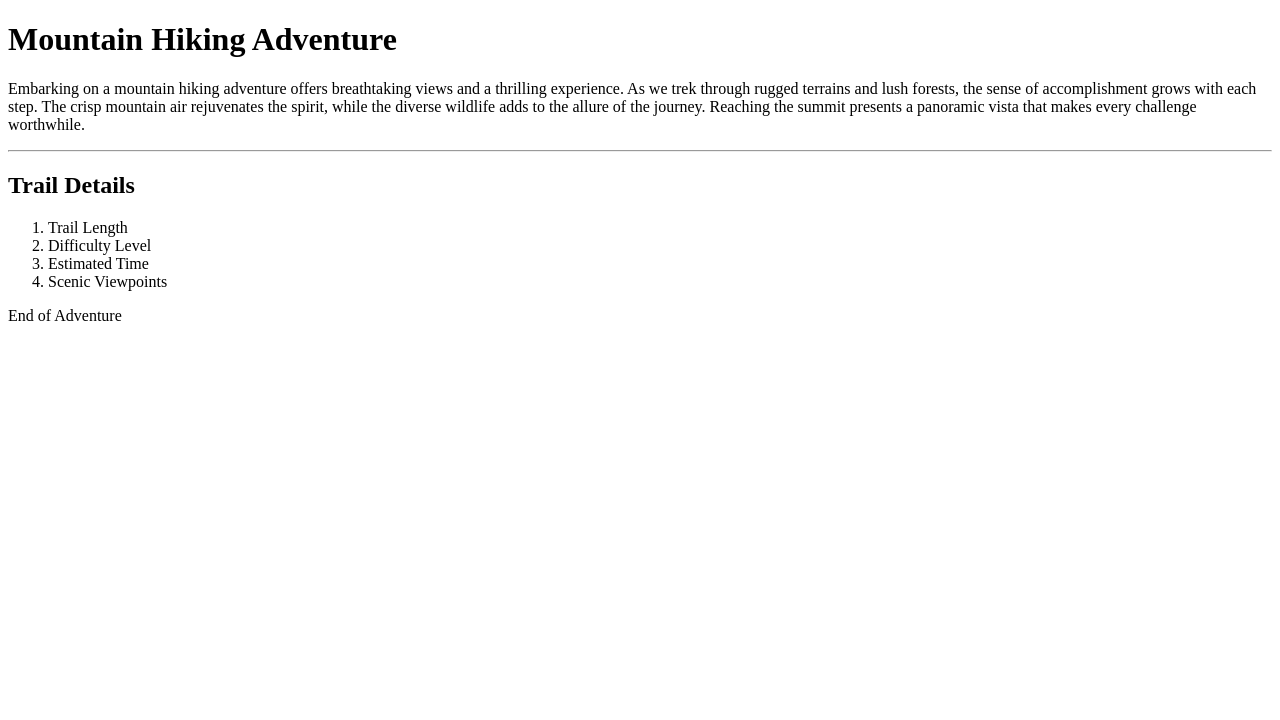 Mountain Hiking Adventure
Embarking on a mountain hiking adventure offers breathtaking views and a thrilling experience. As we trek through rugged terrains and lush forests, the sense of accomplishment grows with each
step. The crisp mountain air rejuvenates the spirit, while the diverse wildlife adds to the allure of the journey. Reaching the summit presents a panoramic vista that makes every challenge
worthwhile.
Trail Details
1. Trail Length
2. Difficulty Level
3. Estimated Time
4. Scenic Viewpoints
End of Adventure